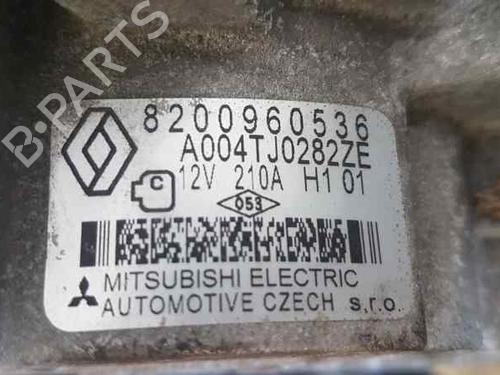 8200960536
A004TJ0282ZE
C
12V 210A H1 01
053
MITSUBISHI ELECTRIC
AUTOMOTIVE CZECH s.r.o.
B-PARTS